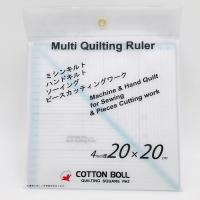 Multi Quilting Ruler
ミシンキルト
ハンドキルト
ソーイング
ピースカッティングワーク
Machine & Hand Quilt
for Sewing
& Pieces Cutting work
20×20cm
COTTON BOLL
QUILTING SQUARE PAZ